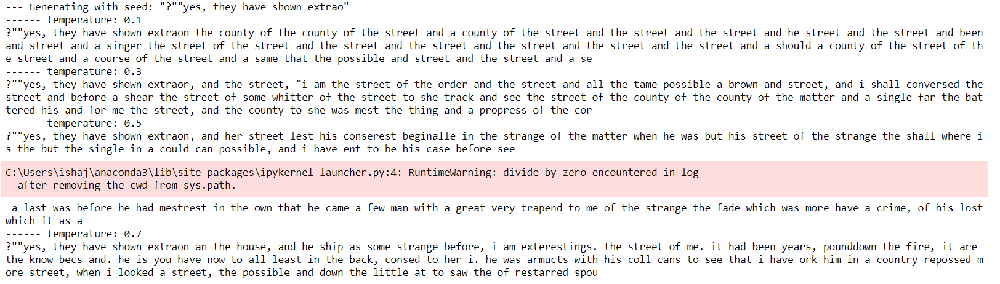 --- Generating with seed: "?""yes, they have shown extrao"
------ temperature: 0.1
?""yes, they have shown extraon the county of the county of the street and a county of the street and the street and the street and he street and the street and been
and street and a singer the street of the street and the street and the street and the street and the street and the street and a should a county of the street of th
e street and a course of the street and a same that the possible and street and the street and a se
------ temperature: 0.3
?""yes, they have shown extraor, and the street, "i am the street of the order and the street and all the tame possible a brown and street, and i shall conversed the
street and before a shear the street of some whitter of the street to she track and see the street of the county of the county of the matter and a single far the bat
tered his and for me the street, and the county to she was mest the thing and a propress of the cor
------ temperature: 0.5
?""yes, they have shown extraon, and her street lest his conserest beginalle in the strange of the matter when he was but his street of the strange the shall where i
s the but the single in a could can possible, and i have ent to be his case before see
C:\Users\ishaj\anaconda3\lib\site-packages\ipykernel_launcher.py:4: RuntimeWarning: divide by zero encountered in log
  after removing the cwd from sys.path.
 a last was before he had mestrest in the own that he came a few man with a great very trapend to me of the strange the fade which was more have a crime, of his lost
which it as a
------ temperature: 0.7
?""yes, they have shown extraon an the house, and he ship as some strange before, i am exterestings. the street of me. it had been years, pounddown the fire, it are
the know becs and. he is you have now to all least in the back, consed to her i. he was armucts with his coll cans to see that i have ork him in a country repossed m
ore street, when i looked a street, the possible and down the little at to saw the of restarred spou